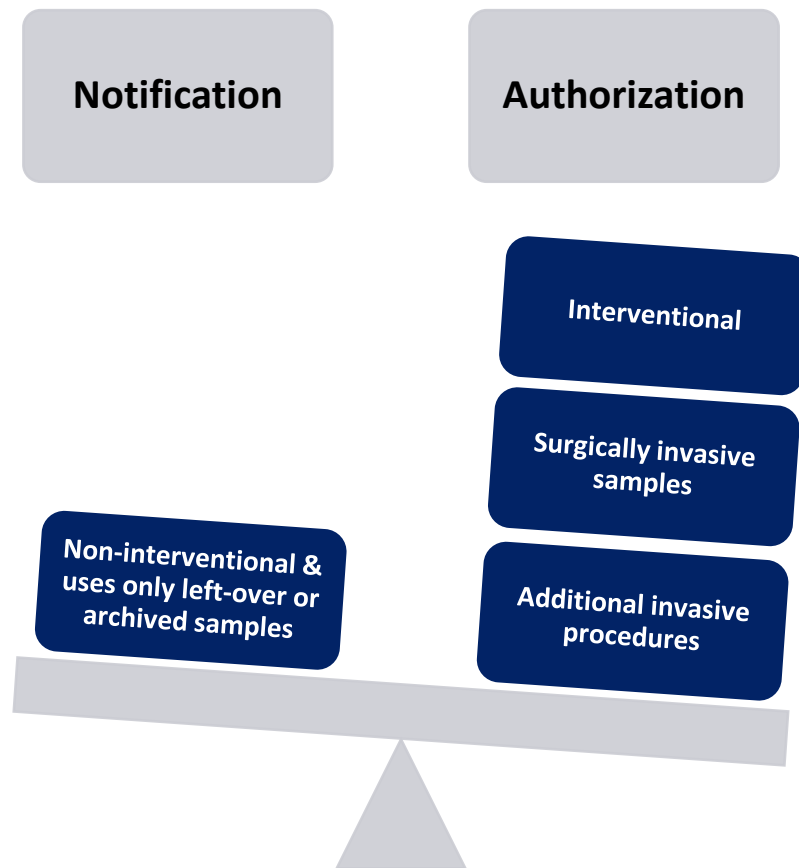 Notification
Authorization
Interventional
Surgically invasive
samples
Non-interventional &
uses only left-over or
archived samples
Additional invasive
procedures